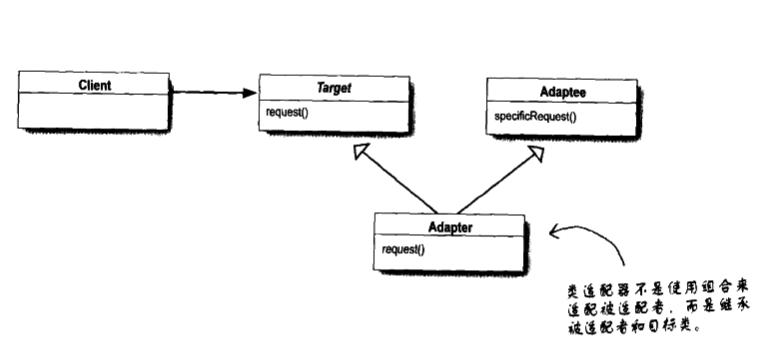 Client
Target
request()
Adaptee
specificRequest()
Adapter
request()
类适配器不是使用组合来
适配被适配者，而是继承
被适配者和目标类。